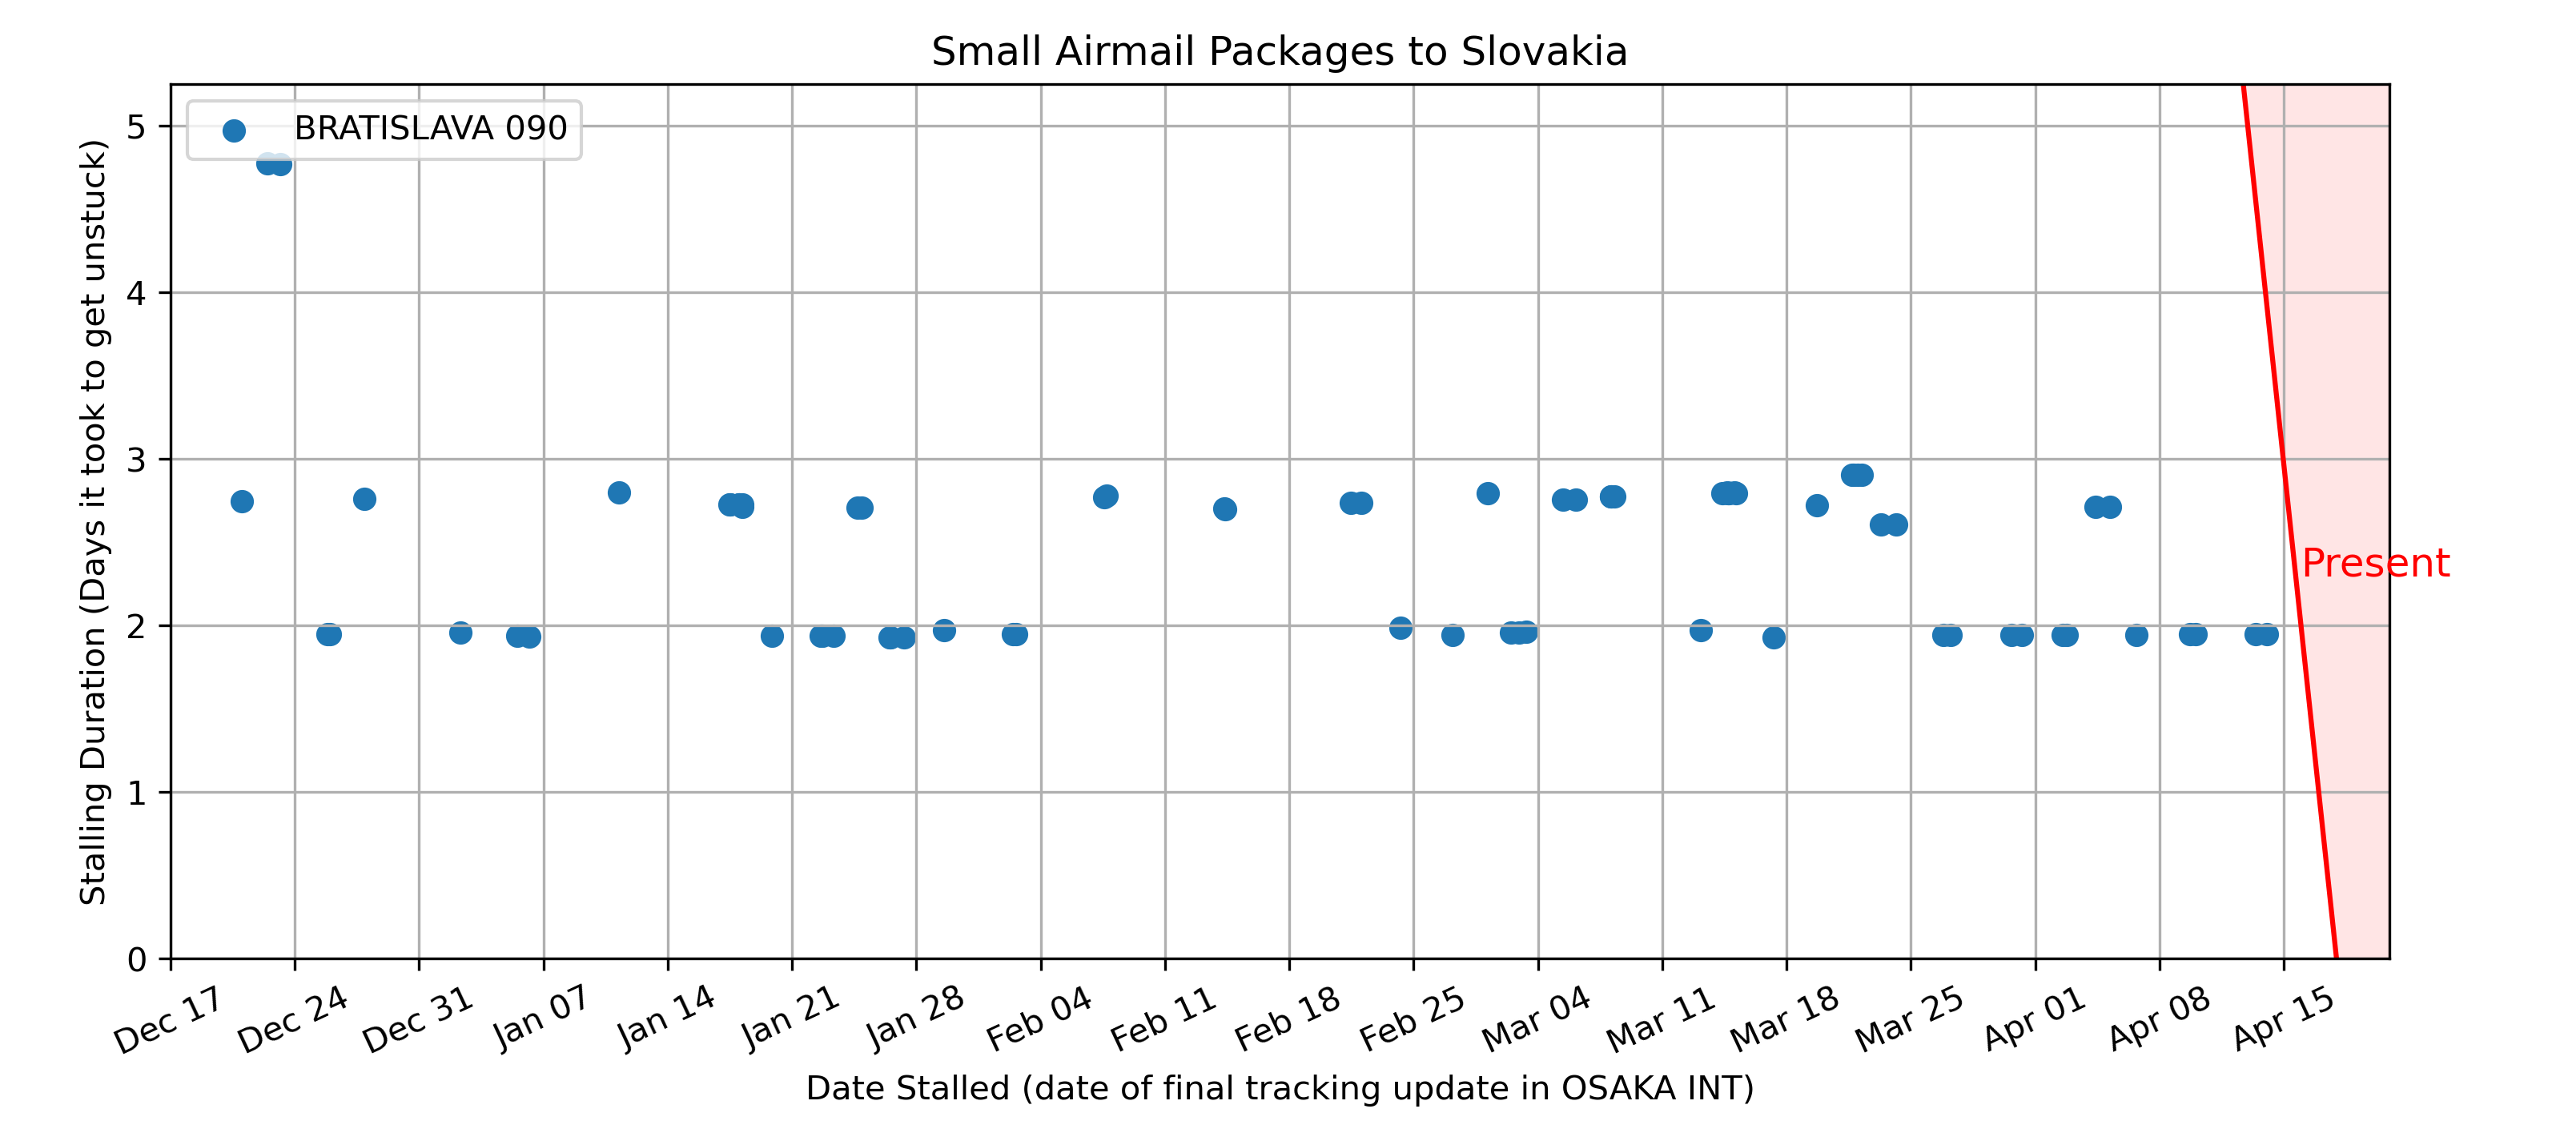 Small Airmail Packages to Slovakia
BRATISLAVA 090
Stalling Duration (Days it took to get unstuck)
5
4
3
2
1
0
Present
Dec 17
Dec 24
Dec 31
Jan 07
Jan 14
Jan 21
Jan 28
Feb 04
Feb 11
Feb 18
Feb 25
Mar 04
Mar 11
Mar 18
Mar 25
Apr 01
Apr 08
Apr 15
Date Stalled (date of final tracking update in OSAKA INT)